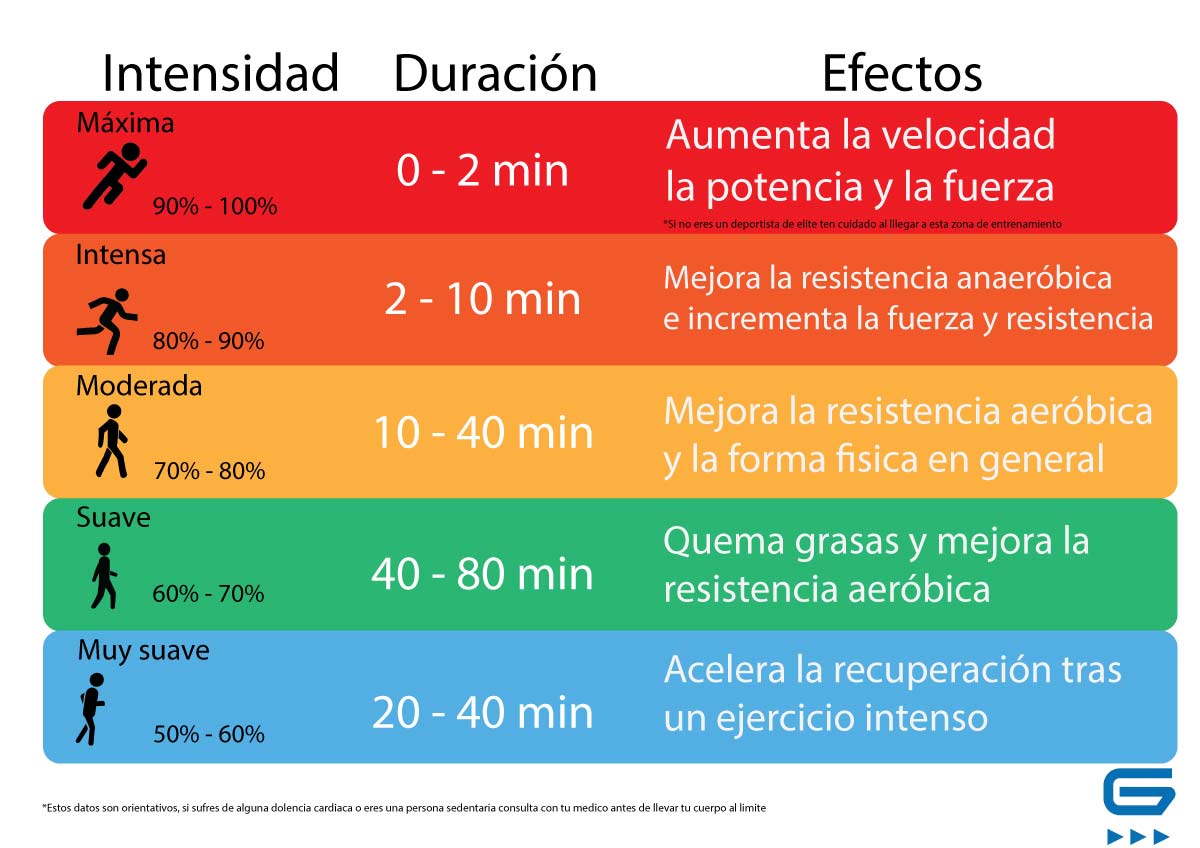 Intensidad Duración Efectos
Máxima
90% - 100%
0 - 2 min
Aumenta la velocidad
la potencia y la fuerza
*Si no eres un deportista de elite ten cuidado al lllegar a esta zona de entrenamiento
Intensa
80% - 90%
2 - 10 min
Mejora la resistencia anaeróbica
e incrementa la fuerza y resistencia
Moderada
70% - 80%
10 - 40 min
Mejora la resistencia aeróbica
y la forma fisica en general
Suave
60% - 70%
40 - 80 min
Quema grasas y mejora la
resistencia aeróbica
Muy suave
50% - 60%
20 - 40 min
Acelera la recuperación tras
un ejercicio intenso
*Estos datos son orientativos, si sufres de alguna dolencia cardiaca o eres una persona sedentaria consulta con tu medico antes de llevar tu cuerpo al limite